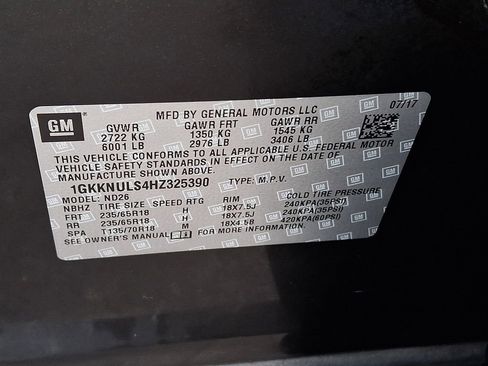 GM
MFD BY GENERAL MOTORS LLC
07/17
GVWR GAWR FRT GAWR RR
2722 KG 1350 KG 1545 KG
6001 LB 2976 LB 3406 LB
THIS VEHICLE CONFORMS TO ALL APPLICABLE U.S. FEDERAL MOTOR
VEHICLE SAFETY STANDARDS IN EFFECT ON THE DATE OF
MANUFACTURE SHOWN ABOVE.
1GKKNULS4HZ325390 TYPE: M.P.V.
MODEL: ND26
NBHZ TIRE SIZE SPEED RTG RIM COLD TIRE PRESSURE
FRT 235/65R18 H 18X7.5J 240KPA(35PSI)
RR 235/65R18 H 18X7.5J 240KPA(35PSI)
SPA T135/70R18 M 18X4.5B 420KPA(60PSI)
SEE OWNER'S MANUAL